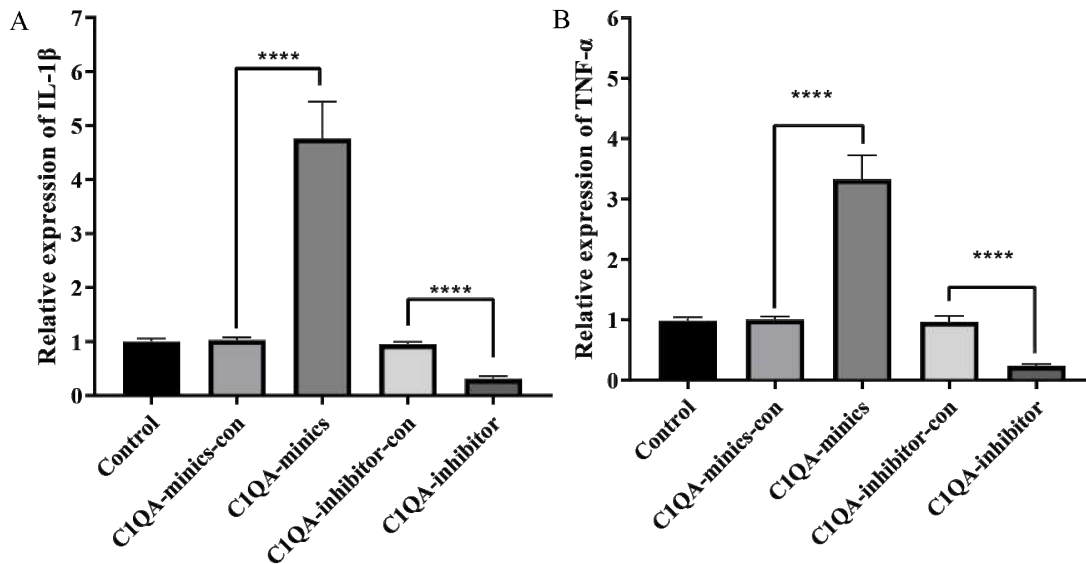 A
Relative expression of IL-1β
7
6
5
4
3
2
1
0
****
****
Control
C1QA-minics-con
C1QA-minics
C1QA-inhibitor-con
C1QA-inhibitor
B
Relative expression of TNF-α
6
5
4
3
2
1
0
****
****
Control
C1QA-minics-con
C1QA-minics
C1QA-inhibitor-con
C1QA-inhibitor